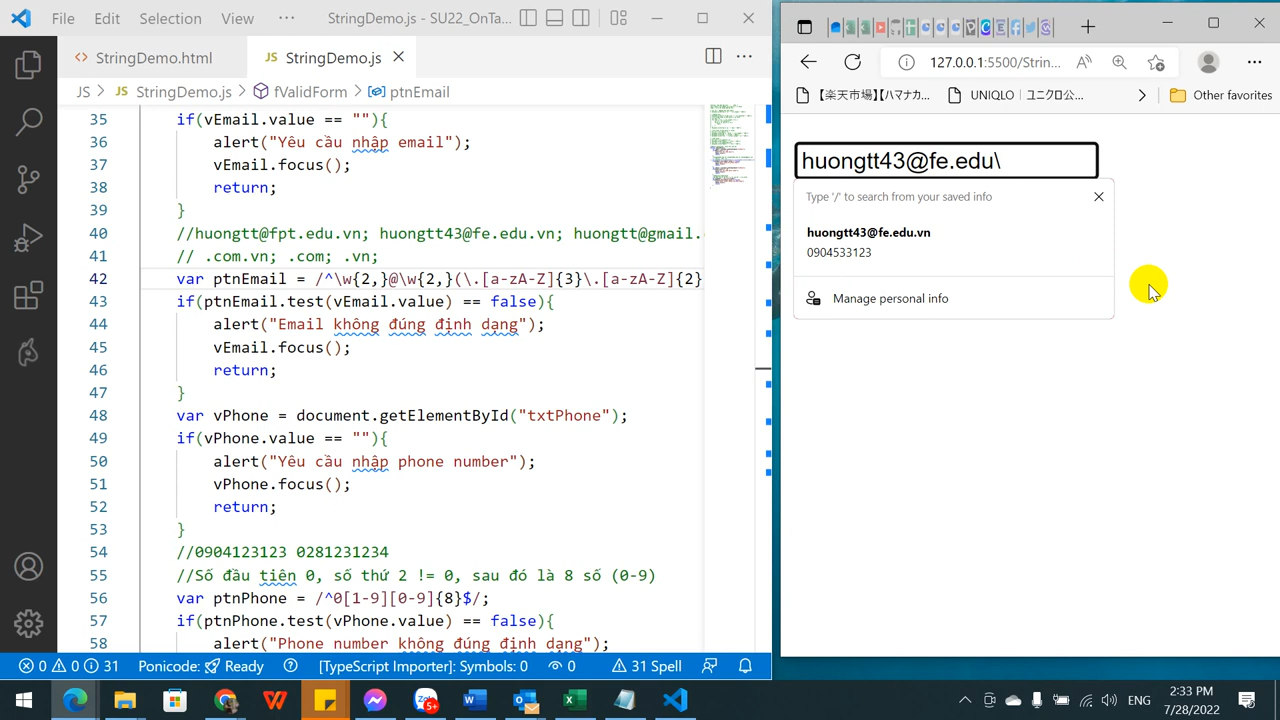 File Edit Selection View ··· StringDemo.js - SU22_OnTa...
StringDemo.html JS StringDemo.js
JS > JS StringDemo.js > fValidForm > ptnEmail
35 if(vEmail.value == ""){
36 alert("Yêu cầu nhập email");
37 vEmail.focus();
38 return;
39 }
40 //huongtt@fpt.edu.vn; huongtt43@fe.edu.vn; huongtt@gmail.
41 // .com.vn; .com; .vn;
42 var ptnEmail = /^\w{2,}@\w{2,}(\.[a-zA-Z]{3}\.[a-zA-Z]{2}
43 if(ptnEmail.test(vEmail.value) == false){
44 alert("Email không đúng định dạng");
45 vEmail.focus();
46 return;
47 }
48 var vPhone = document.getElementById("txtPhone");
49 if(vPhone.value == ""){
50 alert("Yêu cầu nhập phone number");
51 vPhone.focus();
52 return;
53 }
54 //0904123123 0281231234
55 //Số đầu tiên 0, số thứ 2 != 0, sau đó là 8 số (0-9)
56 var ptnPhone = /^0[1-9][0-9]{8}$/;
57 if(ptnPhone.test(vPhone.value) == false){
58 alert("Phone number không đúng định dạng");
0 0 31 Ponicode: Ready [TypeScript Importer]: Symbols: 0 0 31 Spell
127.0.0.1:5500/Strin...
【楽天市場】【ハマナカ... UNIQLO | ユニクロ公... Other favorites
huongtt43@fe.edu\
Type '/' to search from your saved info
huongtt43@fe.edu.vn
0904533123
Manage personal info
Zalo 5+
ENG
2:33 PM
7/28/2022